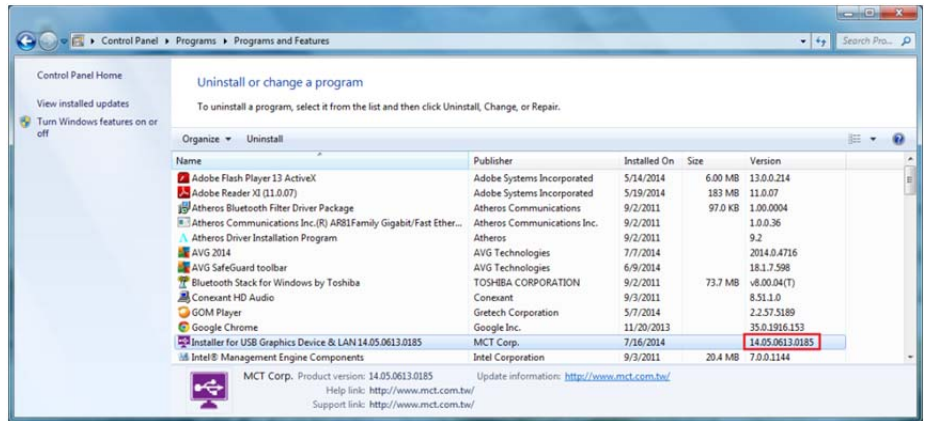 Control Panel ▸ Programs ▸ Programs and Features
Search Pro...
Control Panel Home
View installed updates
Turn Windows features on or
off
Uninstall or change a program
To uninstall a program, select it from the list and then click Uninstall, Change, or Repair.
Organize Uninstall
Name Publisher Installed On Size Version
Adobe Flash Player 13 ActiveX Adobe Systems Incorporated 5/14/2014 6.00 MB 13.0.0.214
Adobe Reader XI (11.0.07) Adobe Systems Incorporated 5/19/2014 183 MB 11.0.07
Atheros Bluetooth Filter Driver Package Atheros Communications 9/2/2011 97.0 KB 1.00.0004
Atheros Communications Inc.(R) AR81Family Gigabit/Fast Ether... Atheros Communications Inc. 9/2/2011 1.0.0.36
Atheros Driver Installation Program Atheros 9/2/2011 9.2
AVG 2014 AVG Technologies 7/7/2014 2014.0.4716
AVG SafeGuard toolbar AVG Technologies 6/9/2014 18.1.7.598
Bluetooth Stack for Windows by Toshiba TOSHIBA CORPORATION 9/2/2011 73.7 MB v8.00.04(T)
Conexant HD Audio Conexant 9/3/2011 8.51.1.0
GOM Player Gretech Corporation 5/7/2014 2.2.57.5189
Google Chrome Google Inc. 11/20/2013 35.0.1916.153
Installer for USB Graphics Device & LAN 14.05.0613.0185 MCT Corp. 7/16/2014 14.05.0613.0185
Intel® Management Engine Components Intel Corporation 9/3/2011 20.4 MB 7.0.0.1144
MCT Corp. Product version: 14.05.0613.0185 Update information: http://www.mct.com.tw/
Help link: http://www.mct.com.tw/
Support link: http://www.mct.com.tw/